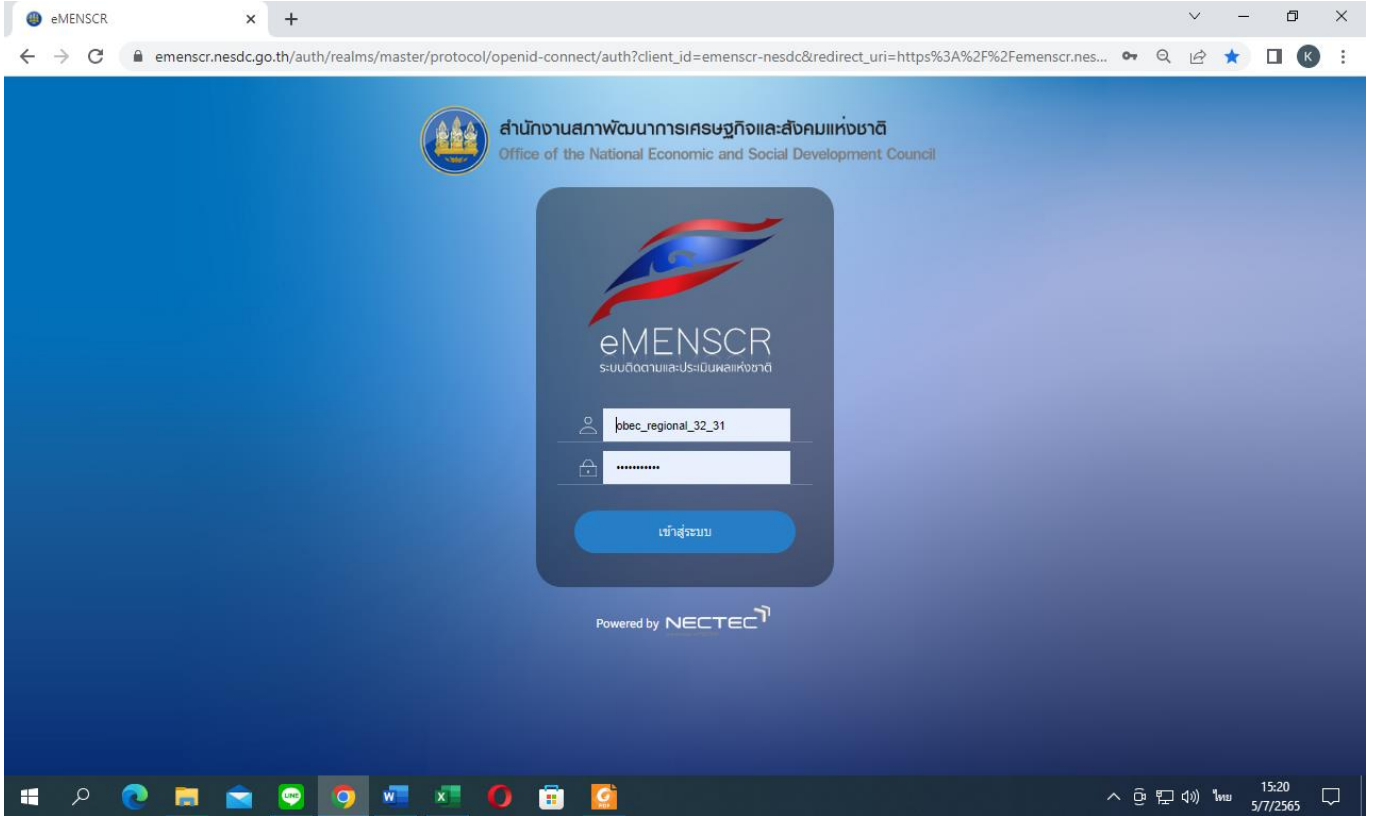 eMENSCR
emenscr.nesdc.go.th/auth/realms/master/protocol/openid-connect/auth?client_id=emenscr-nesdc&redirect_uri=https%3A%2F%2Femenscr.nes...
K
สำนักงานสภาพัฒนาการเศรษฐกิจและสังคมแห่งชาติ
Office of the National Economic and Social Development Council
eMENSCR
ระบบติดตามและประเมินผลแห่งชาติ
obec_regional_32_31
•••••••••••
เข้าสู่ระบบ
Powered by NECTEC
ไทย
15:20
5/7/2565